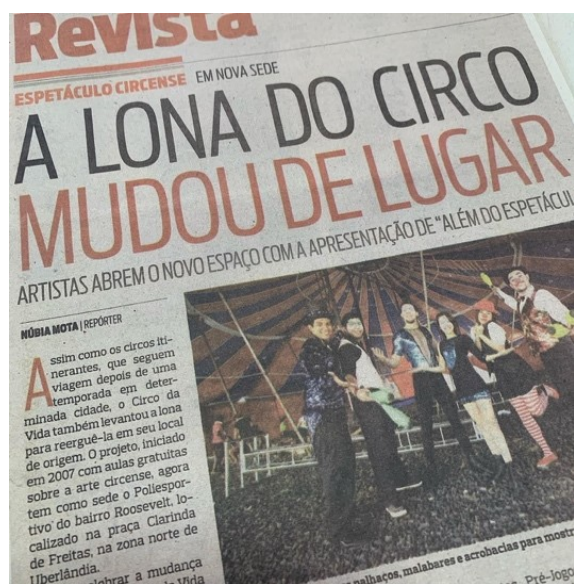 Revista
ESPETÁCULO CIRCENSE EM NOVA SEDE
A LONA DO CIRCO
MUDOU DE LUGAR
ARTISTAS ABREM O NOVO ESPAÇO COM A APRESENTAÇÃO DE "ALÉM DO
NÚBIA MOTA | REPÓRTER
Assim como os circos iti-
nerantes, que seguem
viagem depois de uma
temporada em deter-
minada cidade, o Circo da
Vida também levantou a lona
para reerguê-la em seu local
de origem. O projeto, iniciado
em 2007 com aulas gratuitas
sobre a arte circense, agora
tem como sede o Poliespor-
tivo do bairro Roosevelt, lo-
calizado na praça Clarinda
de Freitas, na zona norte de
Uberlândia.
a mudança
Vida
palhaços, malabares e acrobacias para
Pré-Jogo